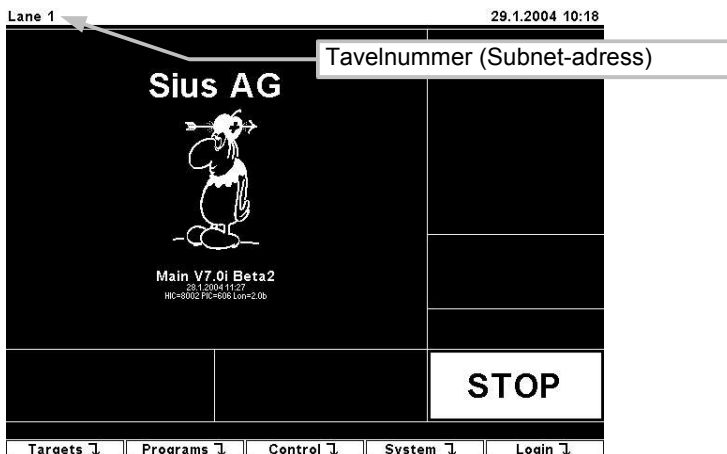 Lane 1 29.1.2004 10:18
Tavelnummer (Subnet-adress)
Sius AG
Main V7.0i Beta2
28.1.2004 11:27
HIC=8002 PIC=606 Lon=2.0b
STOP
Targets Programs Control System Login